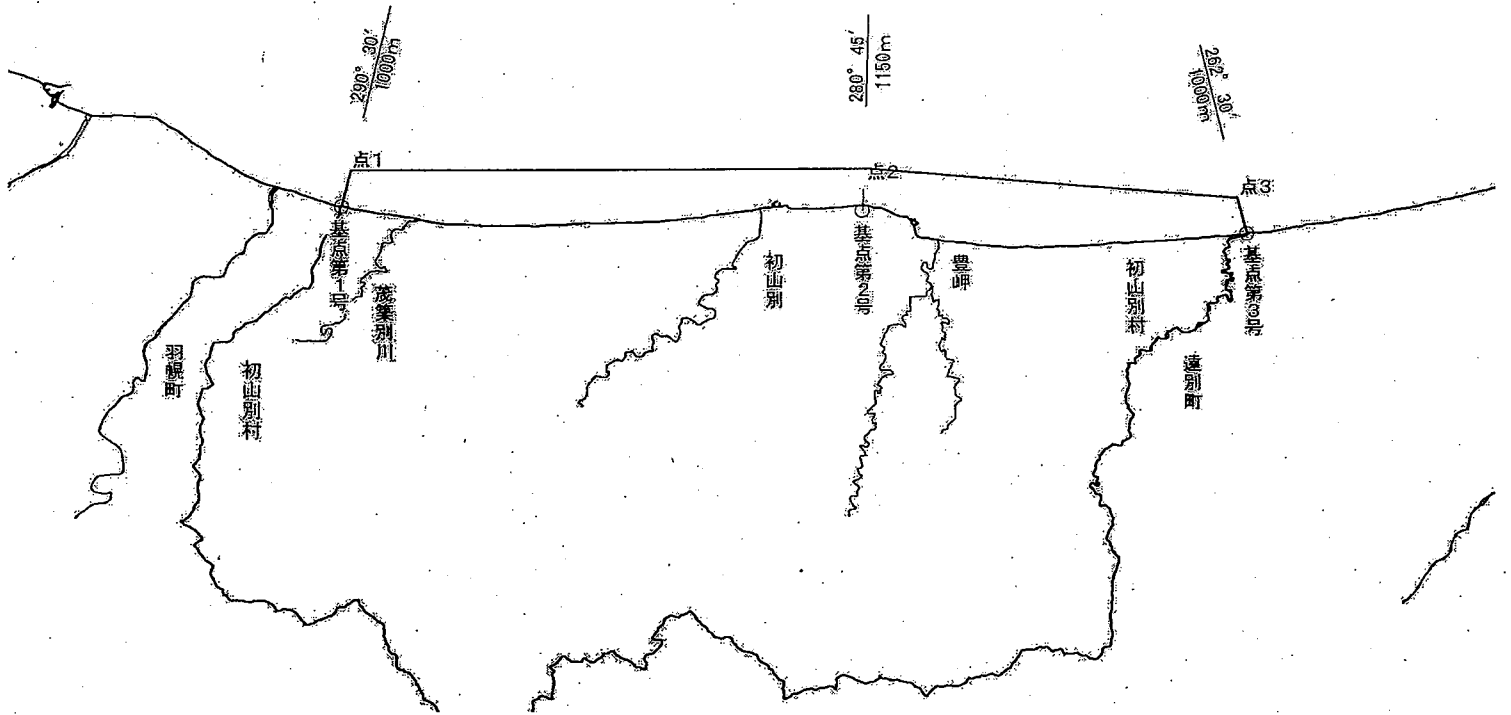 290° 30′
1000m
280° 45′
1150m
262° 30′
1000m
点1
点2
点3
基点第1号
基点第2号
基点第3号
茂築別川
初山別
豊岬
初山別村
遠別町
羽幌町
初山別村